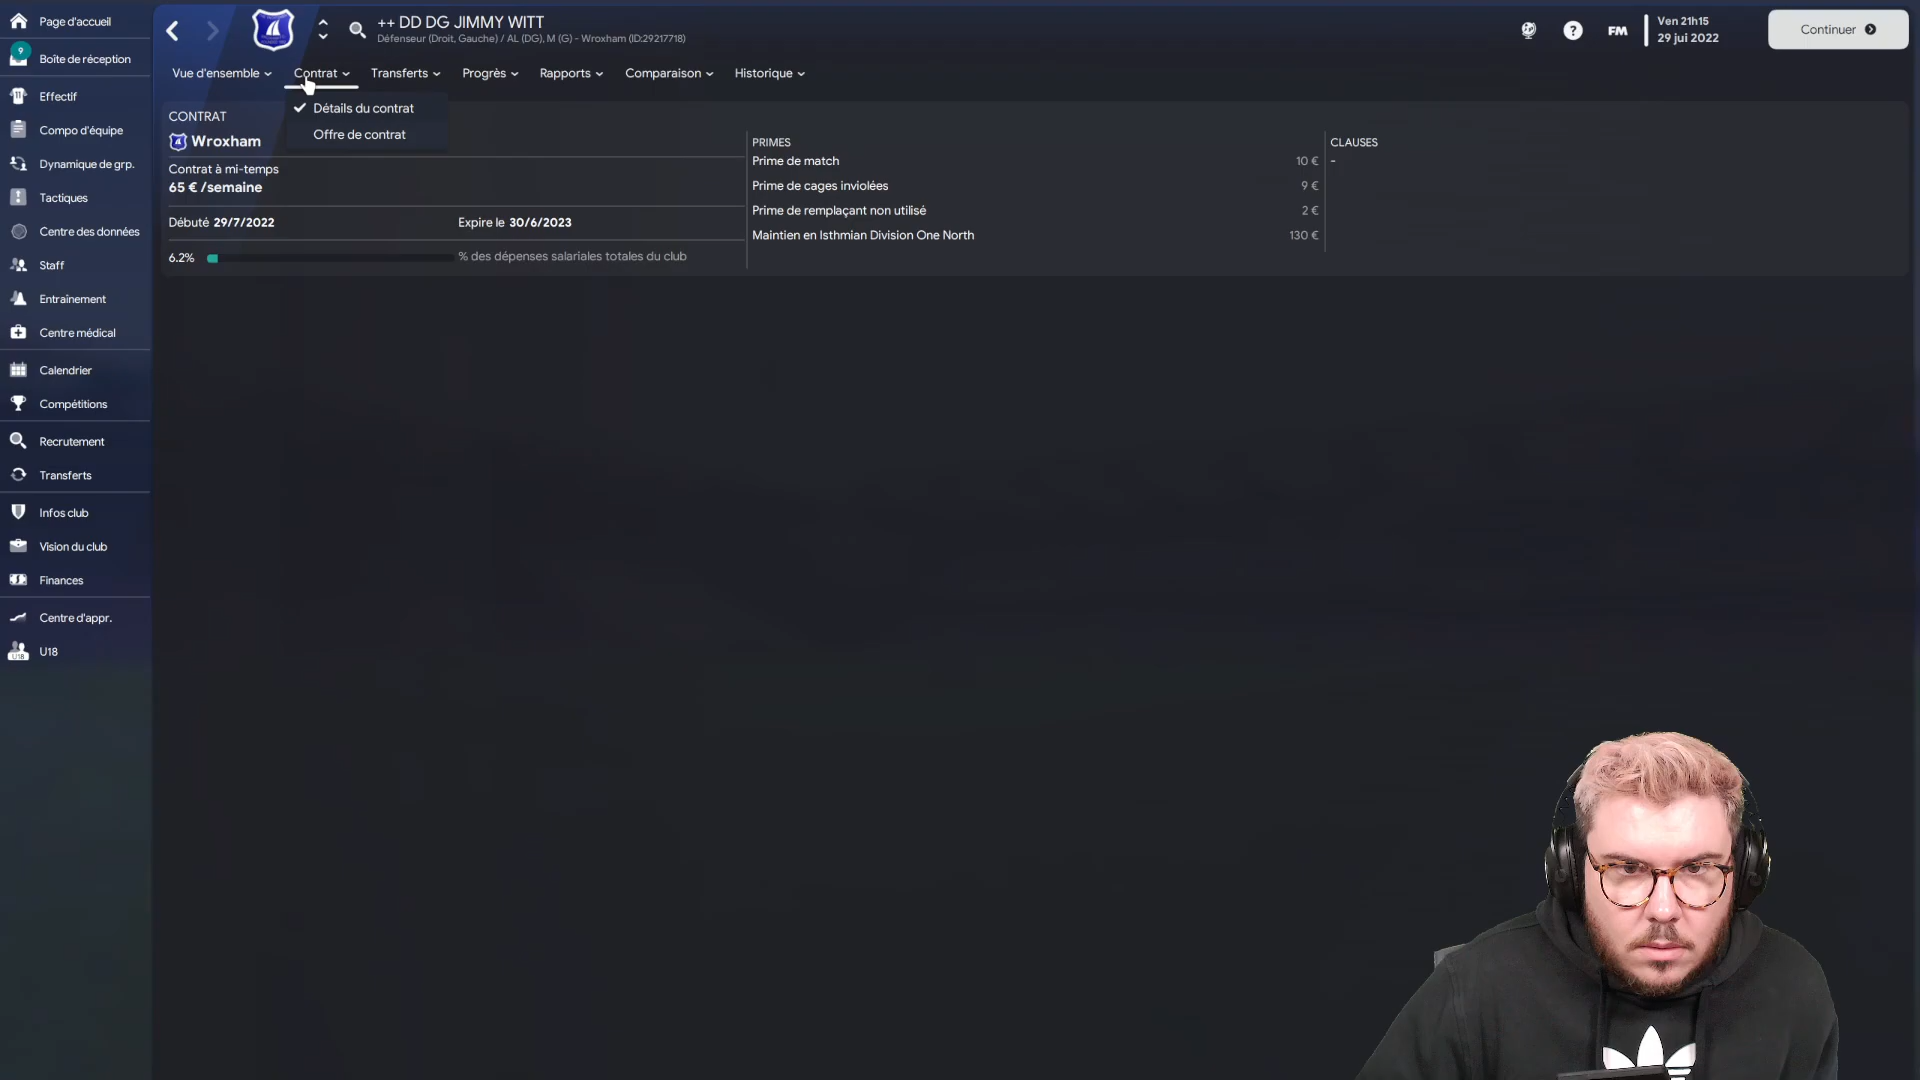 Page d'accueil
9
Boîte de réception
Effectif
Compo d'équipe
Dynamique de grp.
Tactiques
Centre des données
Staff
Entraînement
Centre médical
Calendrier
Compétitions
Recrutement
Transferts
Infos club
Vision du club
Finances
Centre d'appr.
U18
U18
++ DD DG JIMMY WITT
Défenseur (Droit, Gauche) / AL (DG), M (G) - Wroxham (ID:29217718)
FM
Ven 21h15
29 jui 2022
Continuer
Vue d'ensemble
Contrat
Transferts
Progrès
Rapports
Comparaison
Historique
Détails du contrat
Offre de contrat
CONTRAT
Wroxham
Contrat à mi-temps
65 € /semaine
Débuté 29/7/2022
Expire le 30/6/2023
6.2%
% des dépenses salariales totales du club
PRIMES
Prime de match 10 €
Prime de cages inviolées 9 €
Prime de remplaçant non utilisé 2 €
Maintien en Isthmian Division One North 130 €
CLAUSES
-